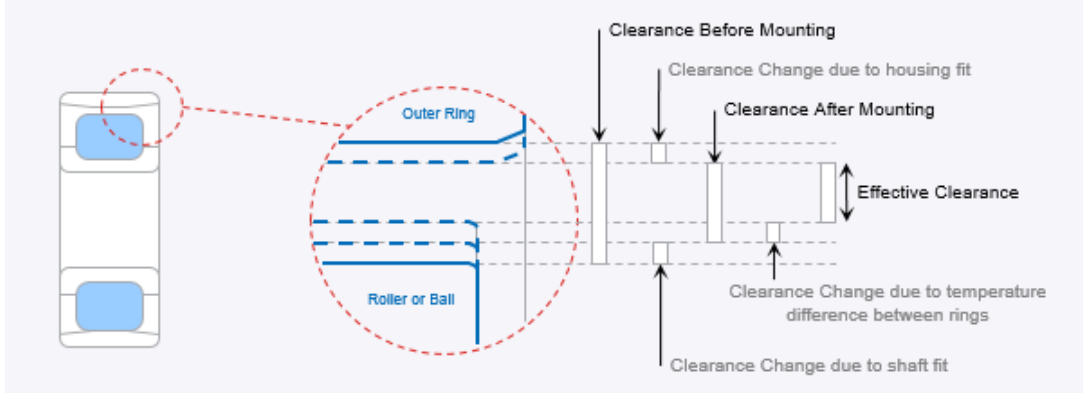 Clearance Before Mounting
Clearance Change due to housing fit
Outer Ring
Clearance After Mounting
Effective Clearance
Roller or Ball
Clearance Change due to temperature
difference between rings
Clearance Change due to shaft fit